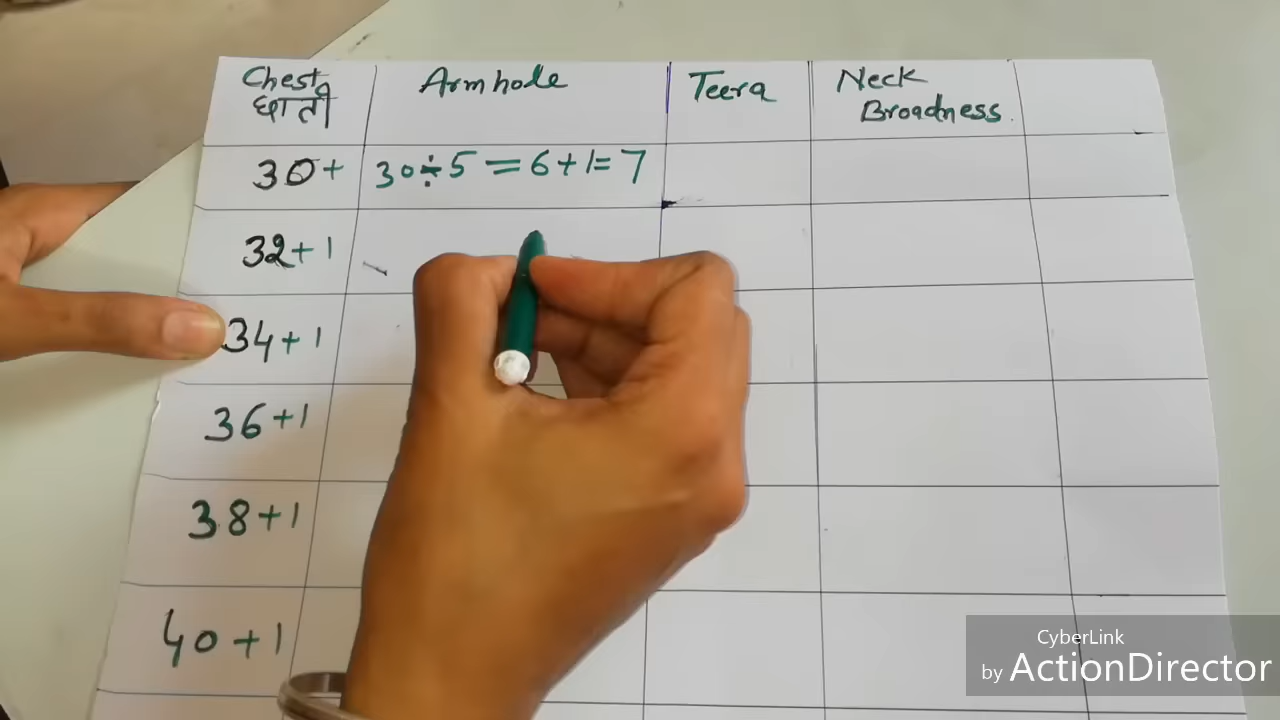 Chest Armhole Teera Neck
छाती Broadness
30+ 30÷5 = 6+1= 7
32+1
34+1
36+1
38+1
40+1
CyberLink
by ActionDirector